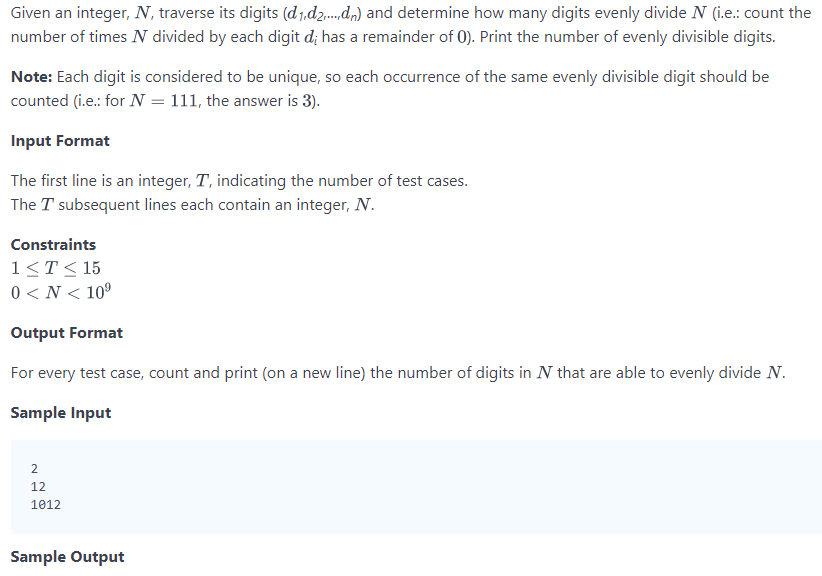 Given an integer, N, traverse its digits (d1,d2,...,dn) and determine how many digits evenly divide N (i.e.: count the
number of times N divided by each digit di has a remainder of 0). Print the number of evenly divisible digits.
Note: Each digit is considered to be unique, so each occurrence of the same evenly divisible digit should be
counted (i.e.: for N = 111, the answer is 3).
Input Format
The first line is an integer, T, indicating the number of test cases.
The T subsequent lines each contain an integer, N.
Constraints
1 ≤ T ≤ 15
0 < N < 10⁹
Output Format
For every test case, count and print (on a new line) the number of digits in N that are able to evenly divide N.
Sample Input
2
12
1012
Sample Output